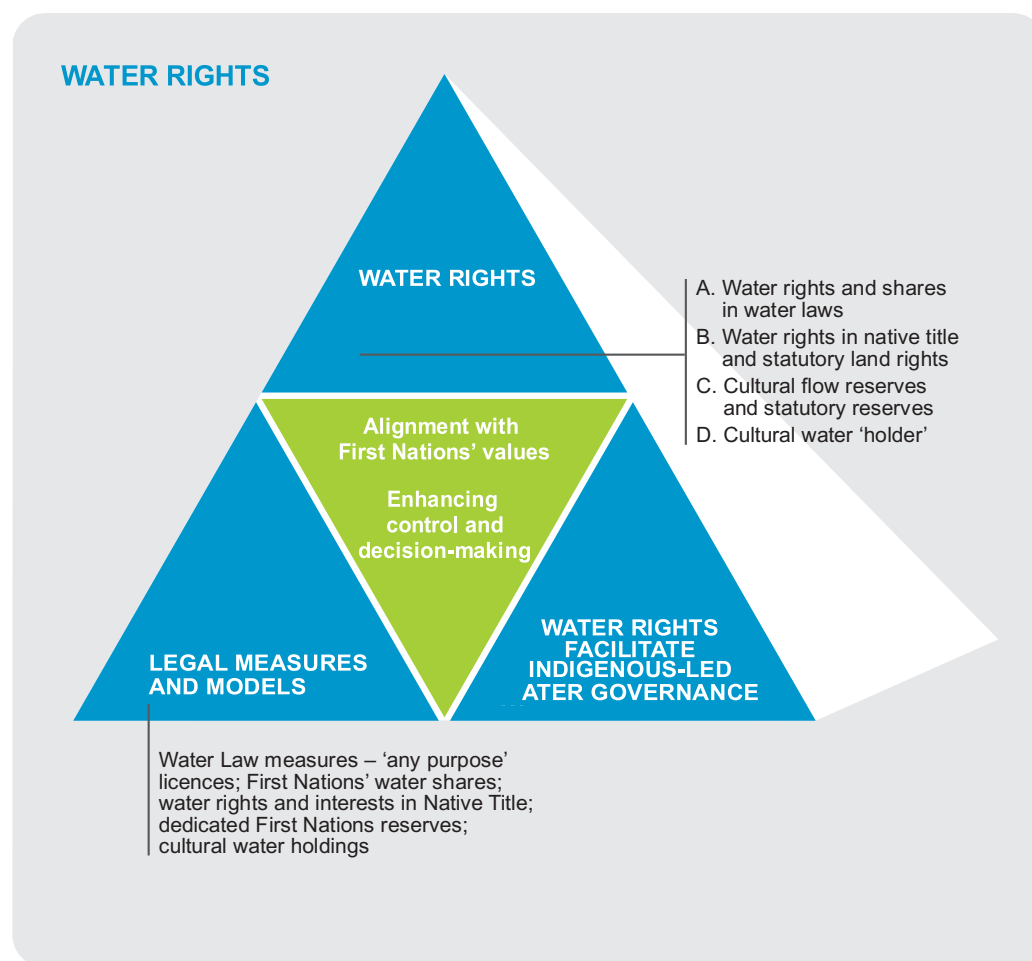 WATER RIGHTS
WATER RIGHTS
A. Water rights and shares
in water laws
B. Water rights in native title
and statutory land rights
C. Cultural flow reserves
and statutory reserves
D. Cultural water ‘holder’
Alignment with
First Nations’ values
Enhancing
control and
decision-making
LEGAL MEASURES
AND MODELS
WATER RIGHTS
FACILITATE
INDIGENOUS-LED
ATER GOVERNANCE
Water Law measures – ‘any purpose’
licences; First Nations’ water shares;
water rights and interests in Native Title;
dedicated First Nations reserves;
cultural water holdings